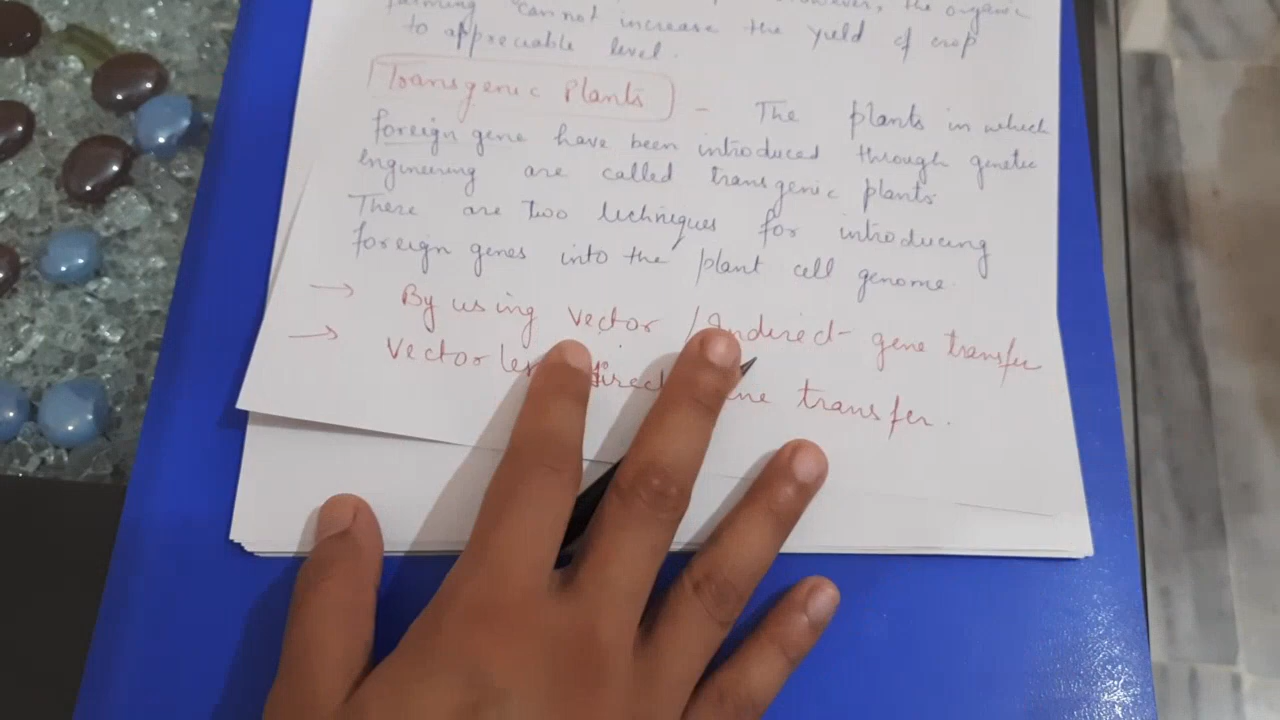 farming cannot increase the yield of crop
to appreciable level.
Transgenic Plants - The plants in which
foreign gene have been introduced through genetic
engineering are called transgenic plants.
There are two techniques for introducing
foreign genes into the plant cell genome.
→ By using vector / Indirect gene transfer
→ Vector transfer.